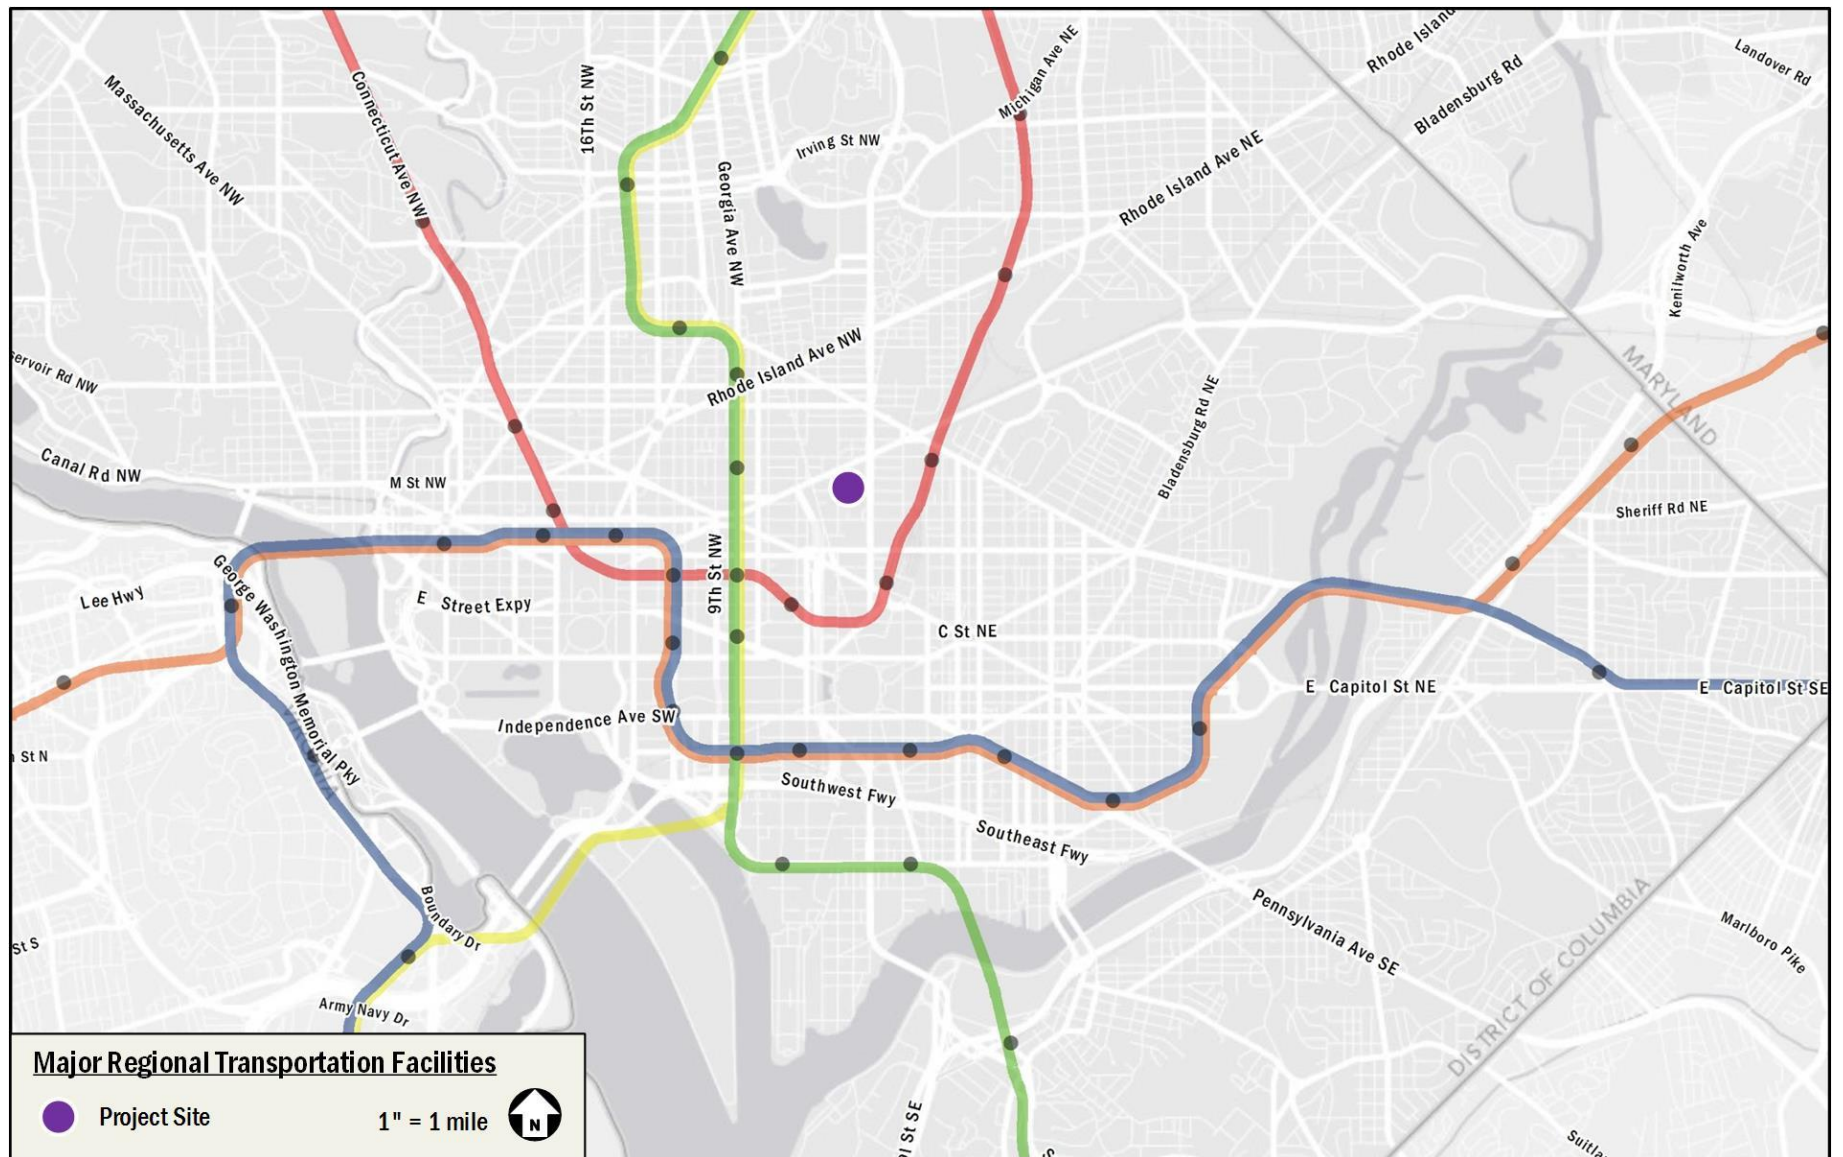 Rhode Island
Landover Rd
Michigan Ave NE
Bladensburg Rd
Massachusetts Ave NW
Connecticut Ave NW
16Th St NW
Irving St NW
Georgia Ave NW
Rhode Island Ave NE
Kenilworth Ave
servoir Rd NW
Rhode Island Ave NW
MARYLAND
Bladensburg Rd NE
Canal Rd NW
M St NW
Sheriff Rd NE
9Th St NW
George Washington Memorial Pky
Lee Hwy
E Street Expy
C St NE
E Capitol St NE
E Capitol St SE
Independence Ave SW
VIRGINIA
St N
Southwest Fwy
Southeast Fwy
Boundary Dr
Pennsylvania Ave SE
DISTRICT OF COLUMBIA
Marlboro Pike
St S
Army Navy Dr
Major Regional Transportation Facilities
Project Site
1" = 1 mile
N
ol St SE
S
Suitla